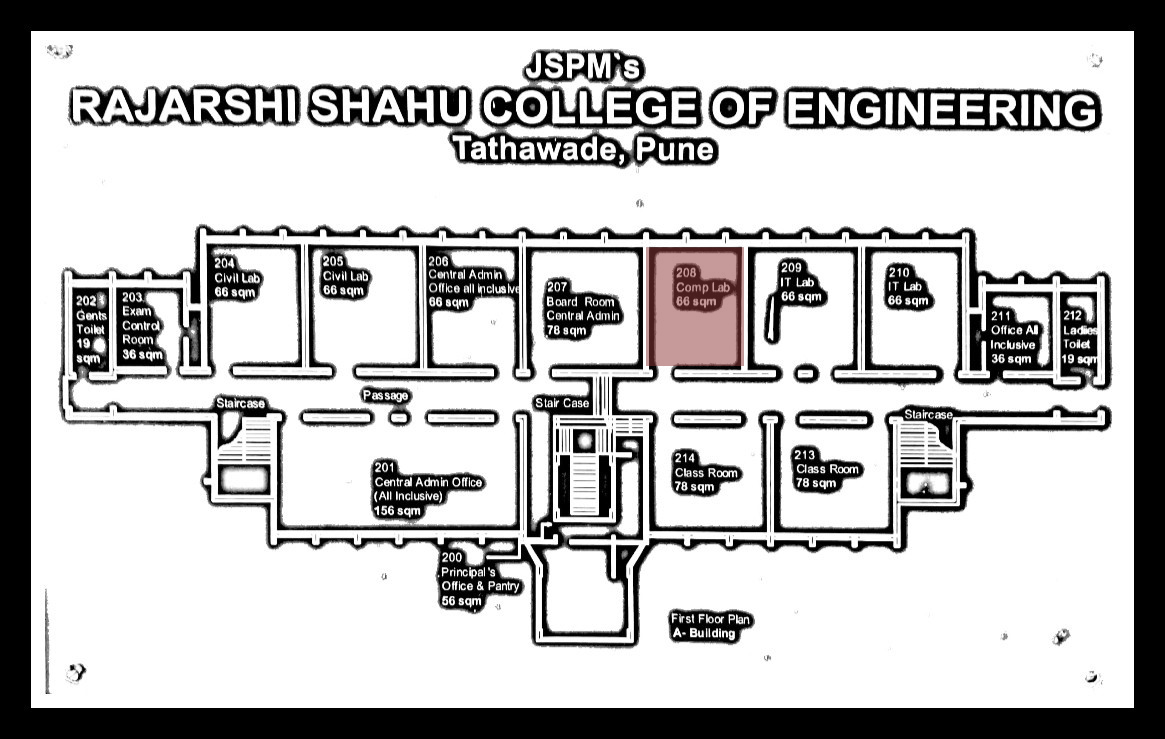 JSPM`s
RAJARSHI SHAHU COLLEGE OF ENGINEERING
Tathawade, Pune
204
Civil Lab
66 sqm
205
Civil Lab
66 sqm
206
Central Admin
Office all inclusive
66 sqm
207
Board Room
Central Admin
78 sqm
208
Comp Lab
66 sqm
209
IT Lab
66 sqm
210
IT Lab
66 sqm
202
Gents
Toilet
19
sqm
203
Exam
Control
Room
36 sqm
211
Office All
Inclusive
36 sqm
212
Ladies
Toilet
19 sqm
Staircase
Passage
Stair Case
Staircase
201
Central Admin Office
(All Inclusive)
156 sqm
214
Class Room
78 sqm
213
Class Room
78 sqm
200
Principal's
Office & Pantry
56 sqm
First Floor Plan
A- Building